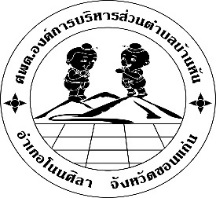 ศพด.องค์การบริหารส่วนตำบลบ้านหัน
อำเภอโนนศิลา จังหวัดขอนแก่น